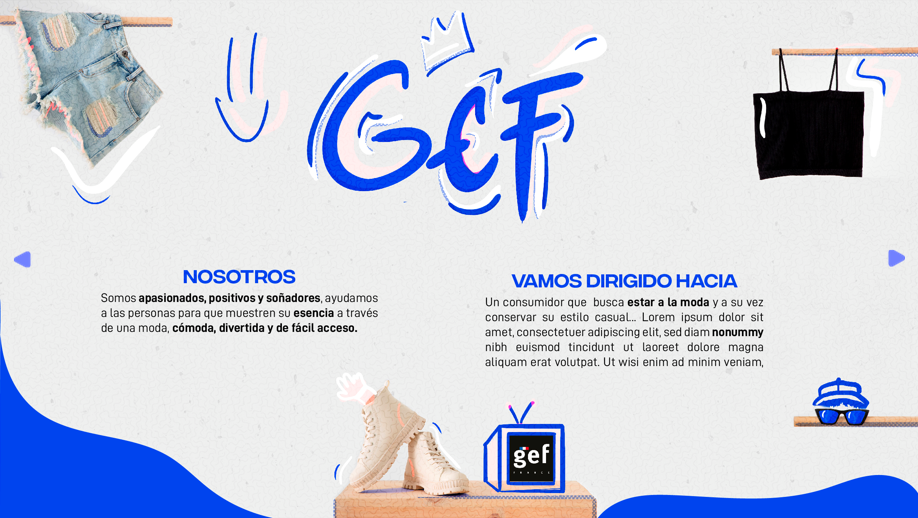 GEF
NOSOTROS
Somos apasionados, positivos y soñadores, ayudamos
a las personas para que muestren su esencia a través
de una moda, cómoda, divertida y de fácil acceso.
VAMOS DIRIGIDO HACIA
Un consumidor que busca estar a la moda y a su vez
conservar su estilo casual... Lorem ipsum dolor sit
amet, consectetuer adipiscing elit, sed diam nonummy
nibh euismod tincidunt ut laoreet dolore magna
aliquam erat volutpat. Ut wisi enim ad minim veniam,
gef
FRANCE